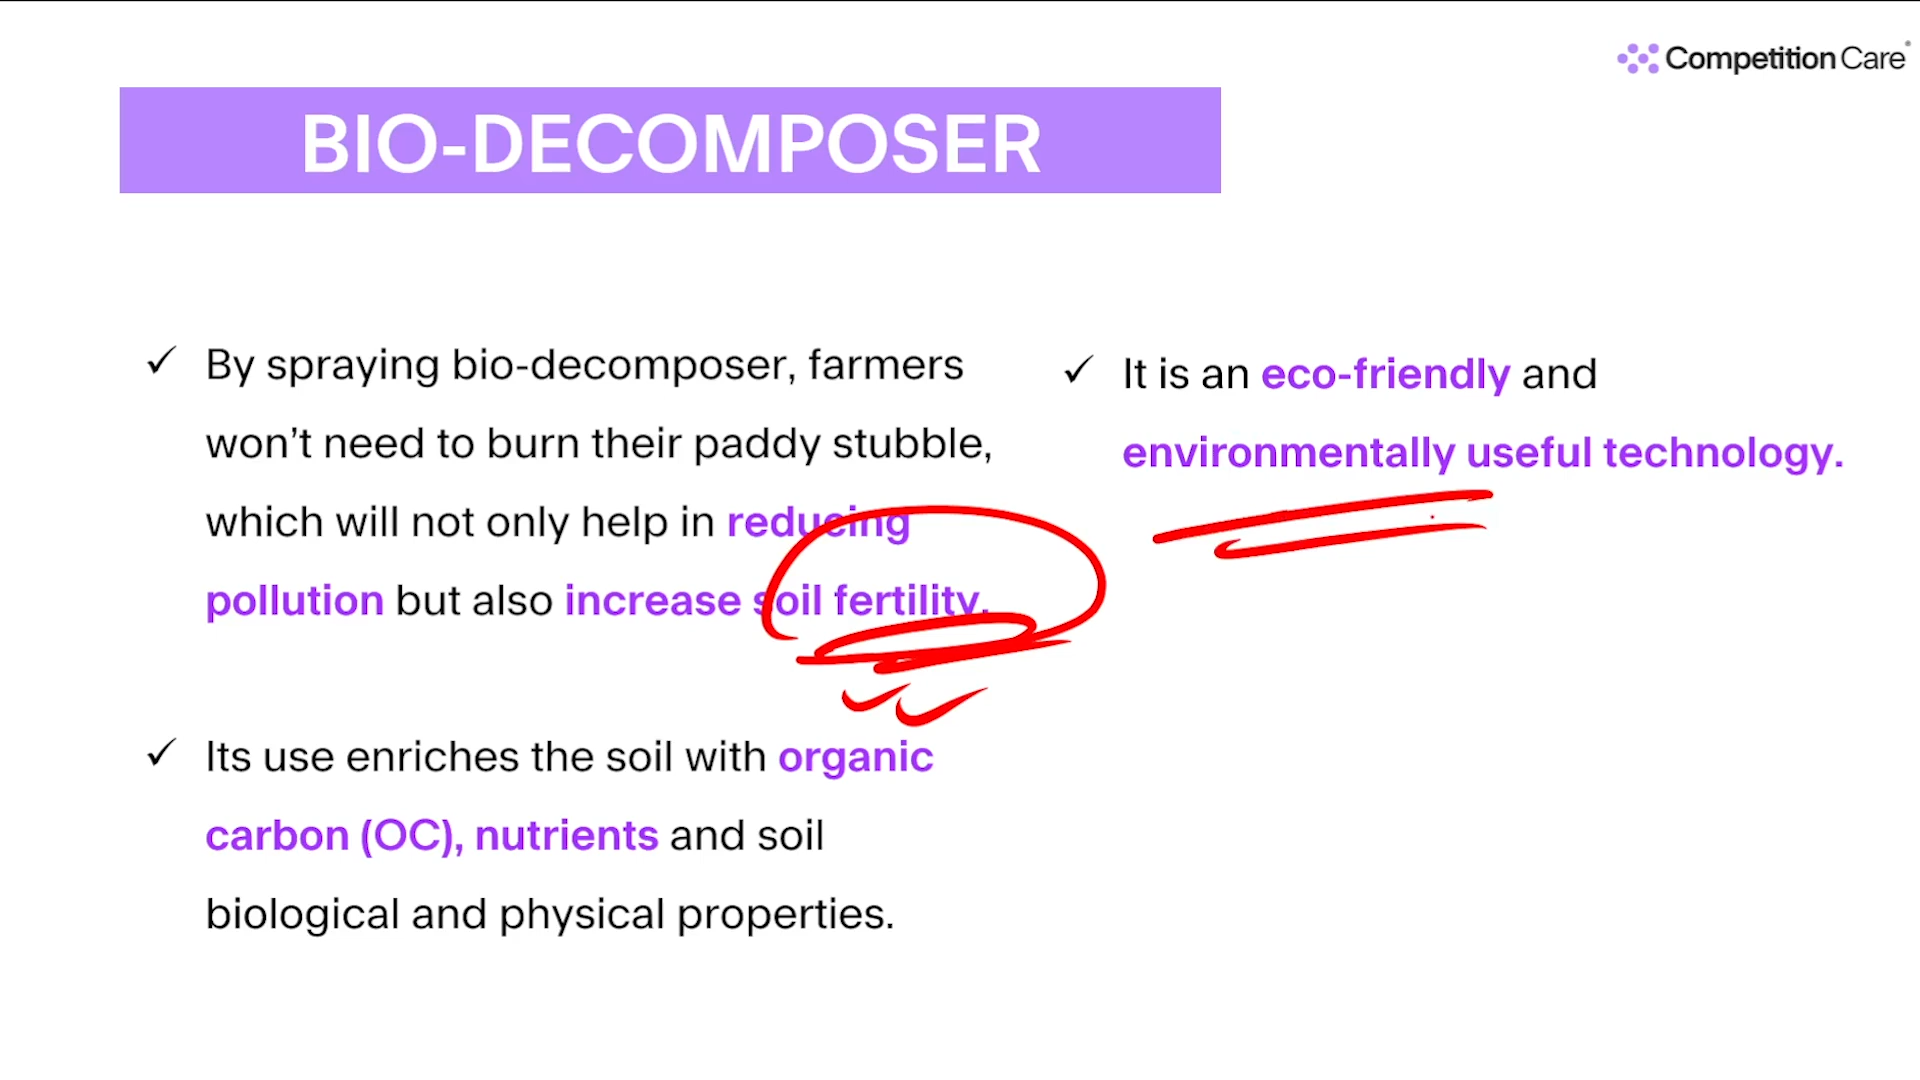 Competition Care
BIO-DECOMPOSER
✓ By spraying bio-decomposer, farmers
won’t need to burn their paddy stubble,
which will not only help in reducing
pollution but also increase soil fertility.
✓ Its use enriches the soil with organic
carbon (OC), nutrients and soil
biological and physical properties.
✓ It is an eco-friendly and
environmentally useful technology.